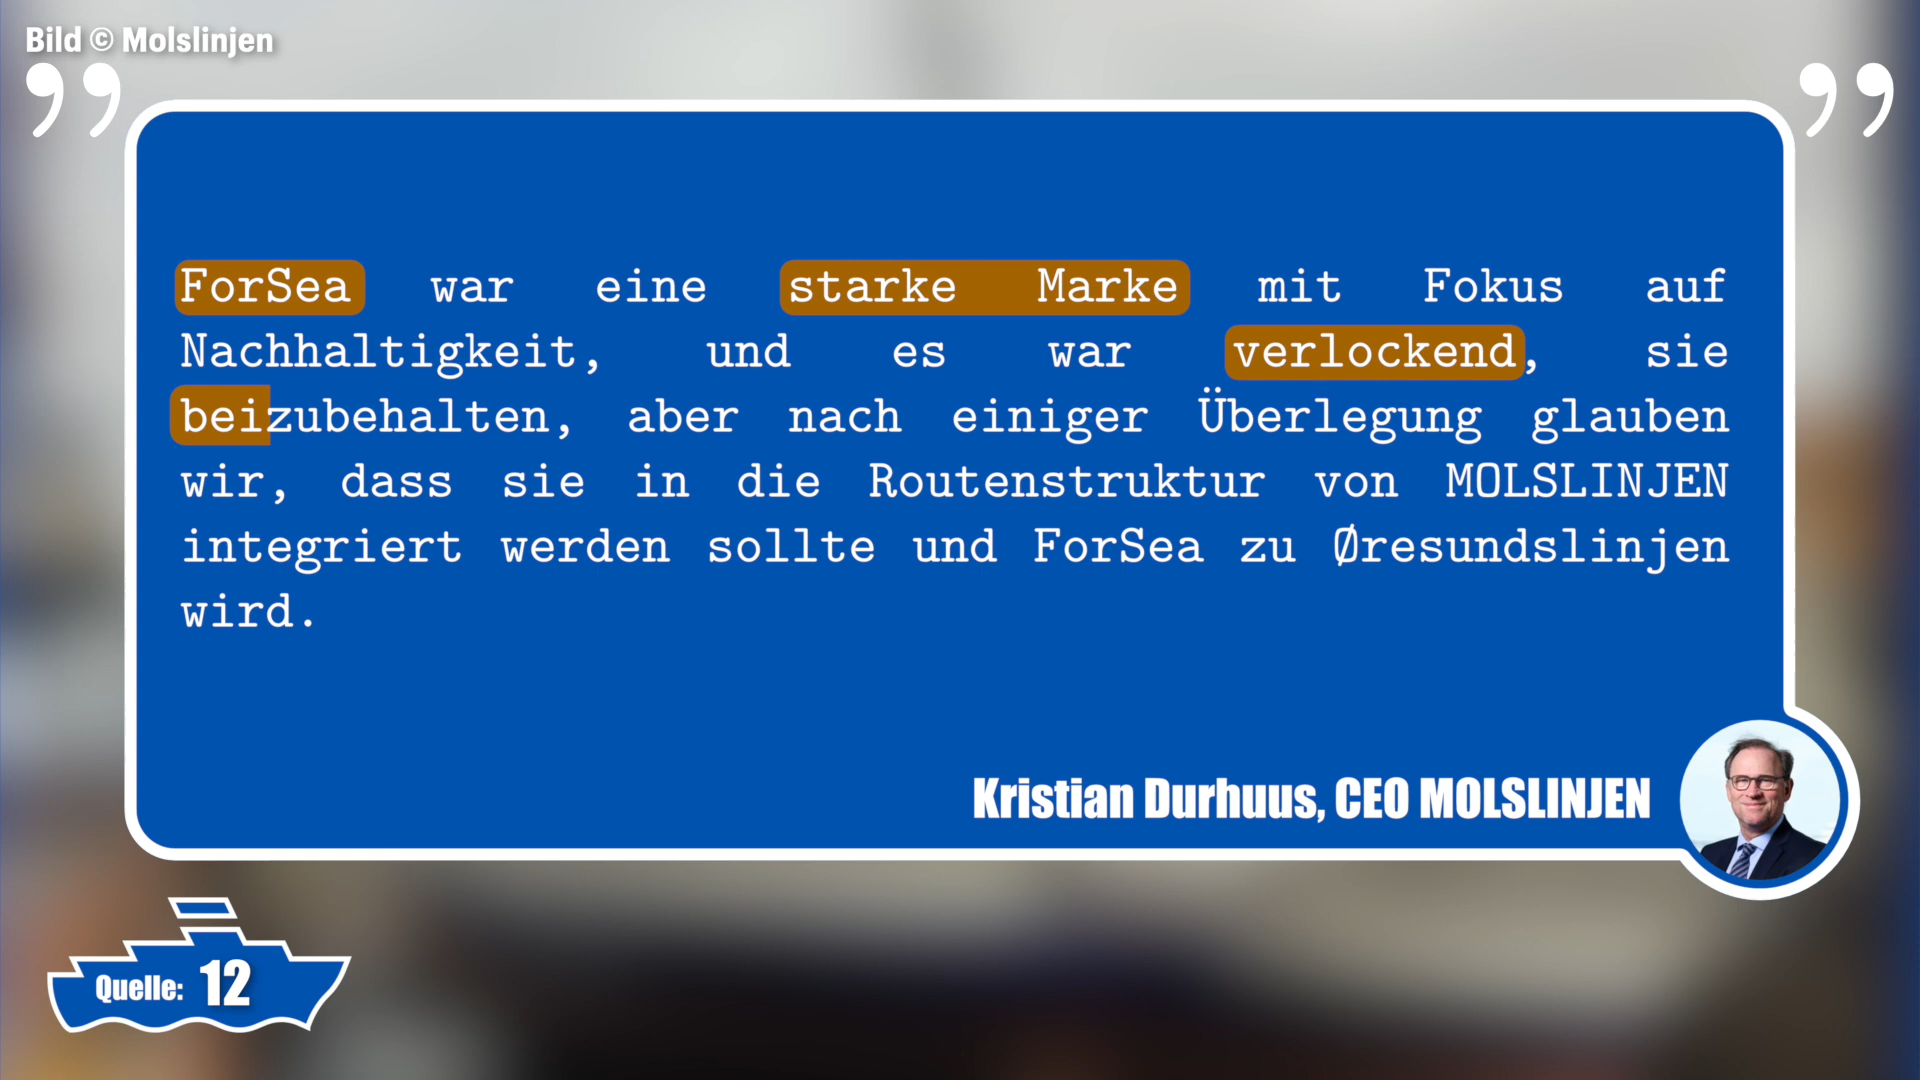 Bild © Molslinjen
””
””
ForSea war eine starke Marke mit Fokus auf
Nachhaltigkeit, und es war verlockend, sie
beizubehalten, aber nach einiger Überlegung glauben
wir, dass sie in die Routenstruktur von MOLSLINJEN
integriert werden sollte und ForSea zu Øresundslinjen
wird.
Kristian Durhuus, CEO MOLSLINJEN
Quelle: 12